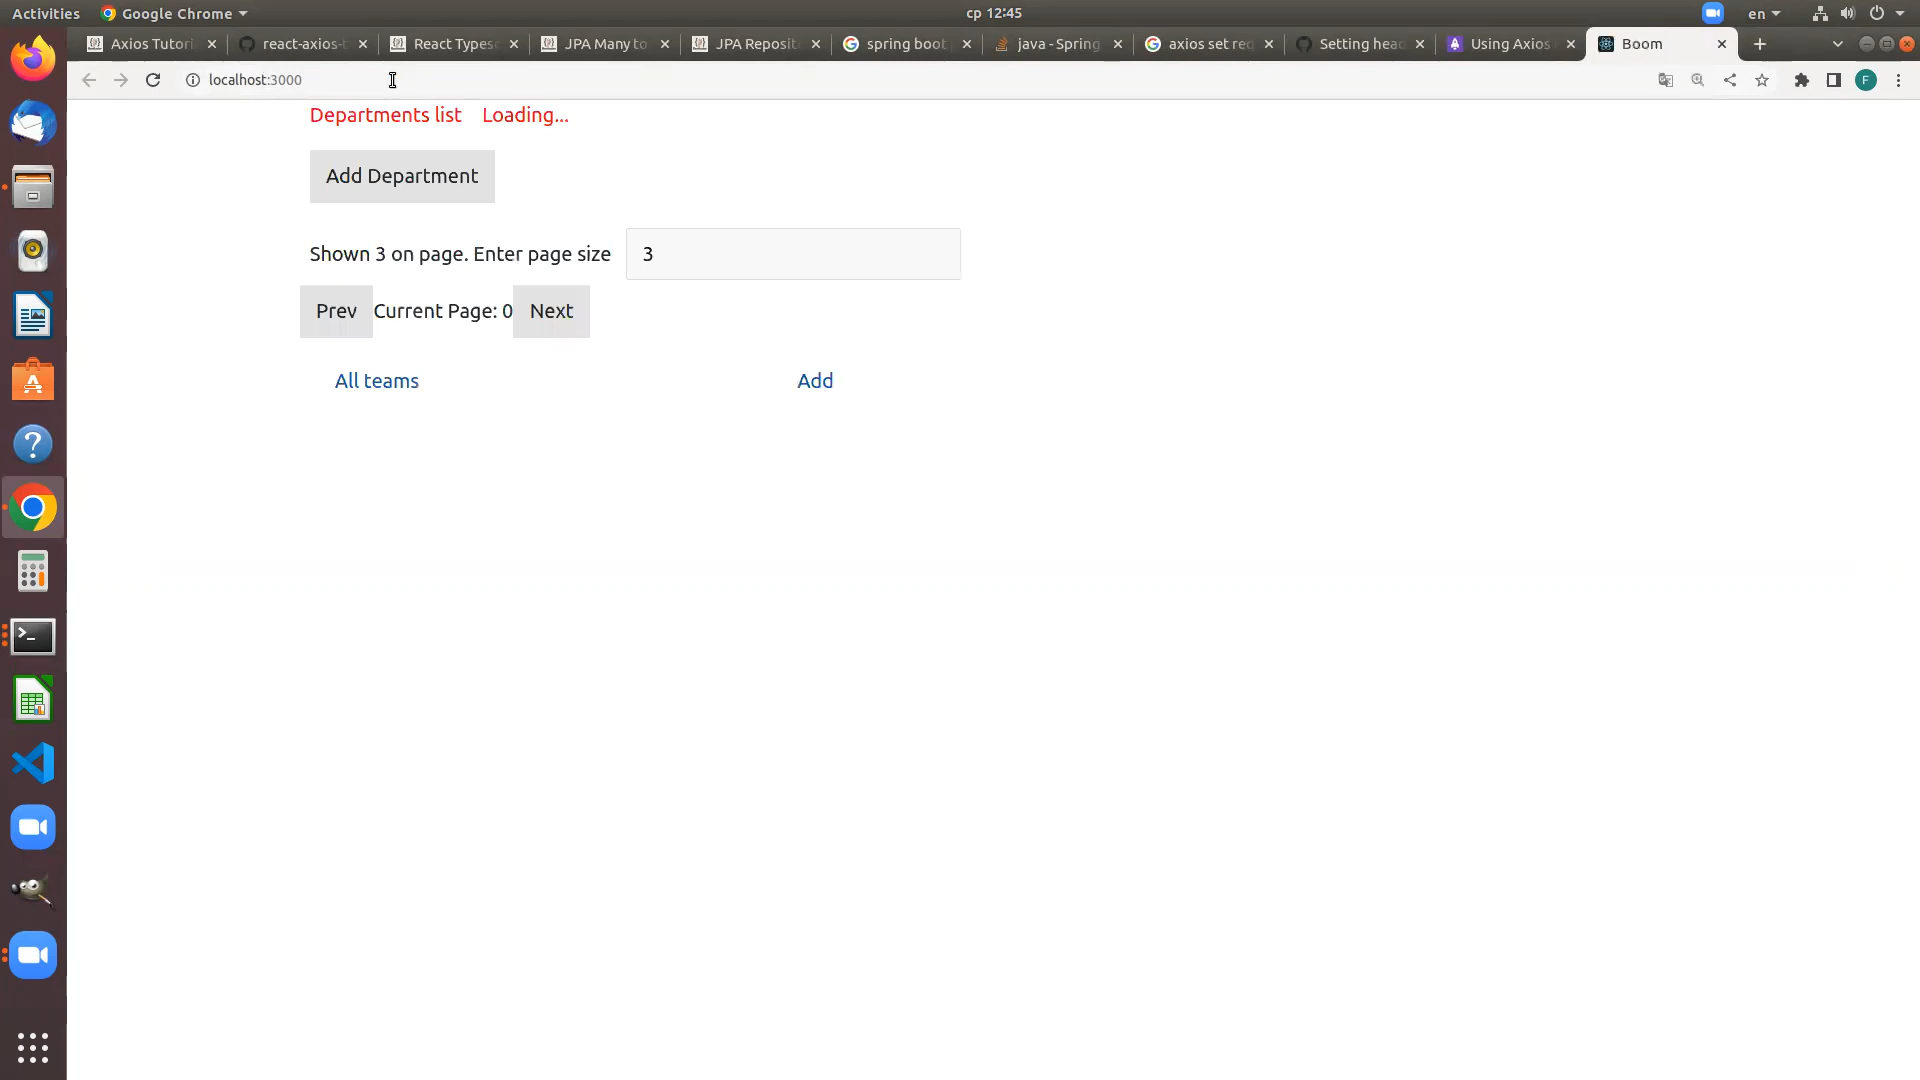 Activities Google Chrome ср 12:45 en
Axios Tutori react-axios-t React Types JPA Many to JPA Reposit spring boot java - Spring axios set req Setting head Using Axios Boom
localhost:3000 F
Departments list Loading...
Add Department
Shown 3 on page. Enter page size 3
Prev Current Page: 0 Next
All teams Add